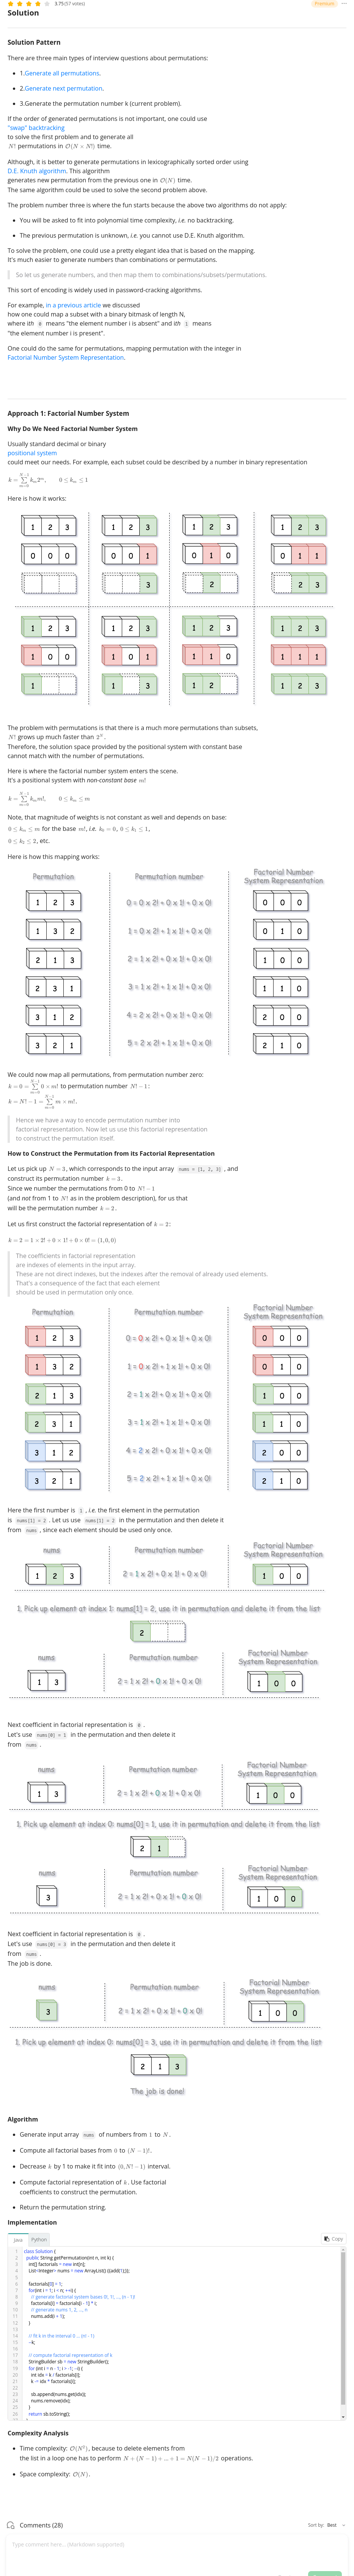 3.75 (57 votes)
Premium
Solution
Solution Pattern
There are three main types of interview questions about permutations:
1.Generate all permutations.
2.Generate next permutation.
3.Generate the permutation number k (current problem).
If the order of generated permutations is not important, one could use
"swap" backtracking
to solve the first problem and to generate all
N! permutations in O(N × N!) time.
Although, it is better to generate permutations in lexicographically sorted order using
D.E. Knuth algorithm. This algorithm
generates new permutation from the previous one in O(N) time.
The same algorithm could be used to solve the second problem above.
The problem number three is where the fun starts because the above two algorithms do not apply:
You will be asked to fit into polynomial time complexity, i.e. no backtracking.
The previous permutation is unknown, i.e. you cannot use D.E. Knuth algorithm.
To solve the problem, one could use a pretty elegant idea that is based on the mapping.
It's much easier to generate numbers than combinations or permutations.
So let us generate numbers, and then map them to combinations/subsets/permutations.
This sort of encoding is widely used in password-cracking algorithms.
For example, in a previous article we discussed
how one could map a subset with a binary bitmask of length N,
where ith 0 means "the element number i is absent" and ith 1 means
"the element number i is present".
One could do the same for permutations, mapping permutation with the integer in
Factorial Number System Representation.
Approach 1: Factorial Number System
Why Do We Need Factorial Number System
Usually standard decimal or binary
positional system
could meet our needs. For example, each subset could be described by a number in binary representation
k = ∑ kₘ2ᵐ, 0 ≤ kₘ ≤ 1
Here is how it works:
1 2 3 1 2 3 1 2 3 1 2 3
0 0 0 0 0 1 0 1 0 0 1 1
3 2 2 3
1 2 3 1 2 3 1 2 3 1 2 3
1 0 0 1 0 1 1 1 0 1 1 1
1 1 3 1 2 1 2 3
The problem with permutations is that there is a much more permutations than subsets,
N! grows up much faster than 2ᴺ.
Therefore, the solution space provided by the positional system with constant base
cannot match with the number of permutations.
Here is where the factorial number system enters the scene.
It's a positional system with non-constant base m!
k = ∑ kₘm!, 0 ≤ kₘ ≤ m
Note, that magnitude of weights is not constant as well and depends on base:
0 ≤ kₘ ≤ m for the base m!, i.e. k₀ = 0, 0 ≤ k₁ ≤ 1,
0 ≤ k₂ ≤ 2, etc.
Here is how this mapping works:
Permutation Permutation number Factorial Number System Representation
1 2 3 0 = 0 x 2! + 0 x 1! + 0 x 0! 0 0 0
1 3 2 1 = 0 x 2! + 1 x 1! + 0 x 0! 0 1 0
2 1 3 2 = 1 x 2! + 0 x 1! + 0 x 0! 1 0 0
2 3 1 3 = 1 x 2! + 1 x 1! + 0 x 0! 1 1 0
3 1 2 4 = 2 x 2! + 0 x 1! + 0 x 0! 2 0 0
3 2 1 5 = 2 x 2! + 1 x 1! + 0 x 0! 2 1 0
We could now map all permutations, from permutation number zero:
k = 0 = ∑ 0 × m! to permutation number N! − 1:
k = N! − 1 = ∑ m × m!.
Hence we have a way to encode permutation number into
factorial representation. Now let us use this factorial representation
to construct the permutation itself.
How to Construct the Permutation from its Factorial Representation
Let us pick up N = 3, which corresponds to the input array nums = [1, 2, 3], and
construct its permutation number k = 3.
Since we number the permutations from 0 to N! − 1
(and not from 1 to N! as in the problem description), for us that
will be the permutation number k = 2.
Let us first construct the factorial representation of k = 2:
k = 2 = 1 × 2! + 0 × 1! + 0 × 0! = (1, 0, 0)
The coefficients in factorial representation
are indexes of elements in the input array.
These are not direct indexes, but the indexes after the removal of already used elements.
That's a consequence of the fact that each element
should be used in permutation only once.
Permutation Permutation number Factorial Number System Representation
1 2 3 0 = 0 x 2! + 0 x 1! + 0 x 0! 0 0 0
1 3 2 1 = 0 x 2! + 1 x 1! + 0 x 0! 0 1 0
2 1 3 2 = 1 x 2! + 0 x 1! + 0 x 0! 1 0 0
2 3 1 3 = 1 x 2! + 1 x 1! + 0 x 0! 1 1 0
3 1 2 4 = 2 x 2! + 0 x 1! + 0 x 0! 2 0 0
3 2 1 5 = 2 x 2! + 1 x 1! + 0 x 0! 2 1 0
Here the first number is 1, i.e. the first element in the permutation
is nums[1] = 2. Let us use nums[1] = 2 in the permutation and then delete it
from nums, since each element should be used only once.
nums Permutation number Factorial Number System Representation
1 2 3 2 = 1 x 2! + 0 x 1! + 0 x 0! 1 0 0
1. Pick up element at index 1: nums[1] = 2, use it in permutation and delete it from the list
2
nums Permutation number Factorial Number System Representation
1 3 2 = 1 x 2! + 0 x 1! + 0 x 0! 1 0 0
Next coefficient in factorial representation is 0.
Let's use nums[0] = 1 in the permutation and then delete it
from nums.
nums Permutation number Factorial Number System Representation
1 3 2 = 1 x 2! + 0 x 1! + 0 x 0! 1 0 0
1. Pick up element at index 0: nums[0] = 1, use it in permutation and delete it from the list
2 1
nums Permutation number Factorial Number System Representation
3 2 = 1 x 2! + 0 x 1! + 0 x 0! 1 0 0
Next coefficient in factorial representation is 0.
Let's use nums[0] = 3 in the permutation and then delete it
from nums.
The job is done.
nums Permutation number Factorial Number System Representation
3 2 = 1 x 2! + 0 x 1! + 0 x 0! 1 0 0
1. Pick up element at index 0: nums[0] = 3, use it in permutation and delete it from the list
2 1 3
The job is done!
Algorithm
Generate input array nums of numbers from 1 to N.
Compute all factorial bases from 0 to (N − 1)!.
Decrease k by 1 to make it fit into (0, N! − 1) interval.
Compute factorial representation of k. Use factorial
coefficients to construct the permutation.
Return the permutation string.
Implementation
Java Python Copy
1 class Solution {
2 public String getPermutation(int n, int k) {
3 int[] factorials = new int[n];
4 List<Integer> nums = new ArrayList() {{add(1);}};
5
6 factorials[0] = 1;
7 for(int i = 1; i < n; ++i) {
8 // generate factorial system bases 0!, 1!, ..., (n - 1)!
9 factorials[i] = factorials[i - 1] * i;
10 // generate nums 1, 2, ..., n
11 nums.add(i + 1);
12 }
13
14 // fit k in the interval 0 ... (n! - 1)
15 --k;
16
17 // compute factorial representation of k
18 StringBuilder sb = new StringBuilder();
19 for (int i = n - 1; i > -1; --i) {
20 int idx = k / factorials[i];
21 k -= idx * factorials[i];
22
23 sb.append(nums.get(idx));
24 nums.remove(idx);
25 }
26 return sb.toString();
Complexity Analysis
Time complexity: O(N²), because to delete elements from
the list in a loop one has to perform N + (N − 1) + ... + 1 = N(N − 1)/2 operations.
Space complexity: O(N).
Comments (28)
Sort by: Best
Type comment here... (Markdown supported)